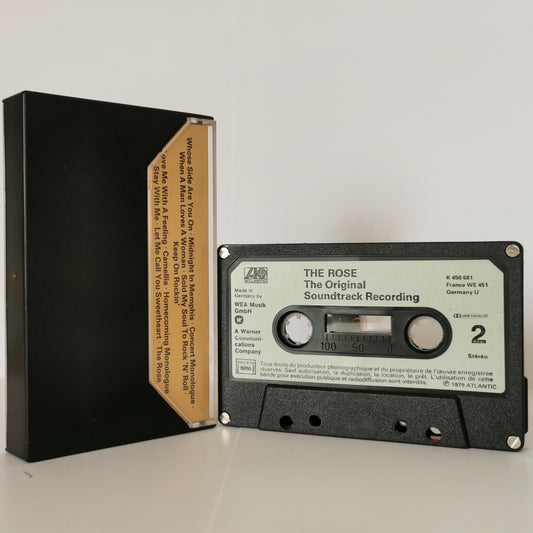 Whose Side Are You On · Midnight In Memphis · Concert Monologue ·
When A Man Loves A Woman · Sold My Soul To Rock 'N' Roll
Keep On Rockin'
Love Me With A Feeling · Camellia · Homecoming Monologue
Stay With Me · Let Me Call You Sweetheart · The Rose
ATLANTIC
Made in
Germany by
WEA Musik
GmbH
& Warner
Communi-
cations
Company
THE ROSE
The Original
Soundtrack Recording
K 450 681
France WE 451
Germany U
DOLBY SYSTEM
2
Stéréo
100 50 0
Tous droits du producteur phonographique et du propriétaire de l'œuvre enregistrée
réservés. Sauf autorisation, la duplication, la location, le prêt, l'utilisation de cette
bande pour exécution publique et radiodiffusion sont interdits. ℗ 1979 ATLANTIC